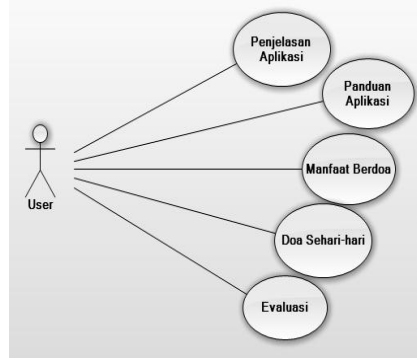 Penjelasan
Aplikasi
Panduan
Aplikasi
Manfaat Berdoa
User
Doa Sehari-hari
Evaluasi